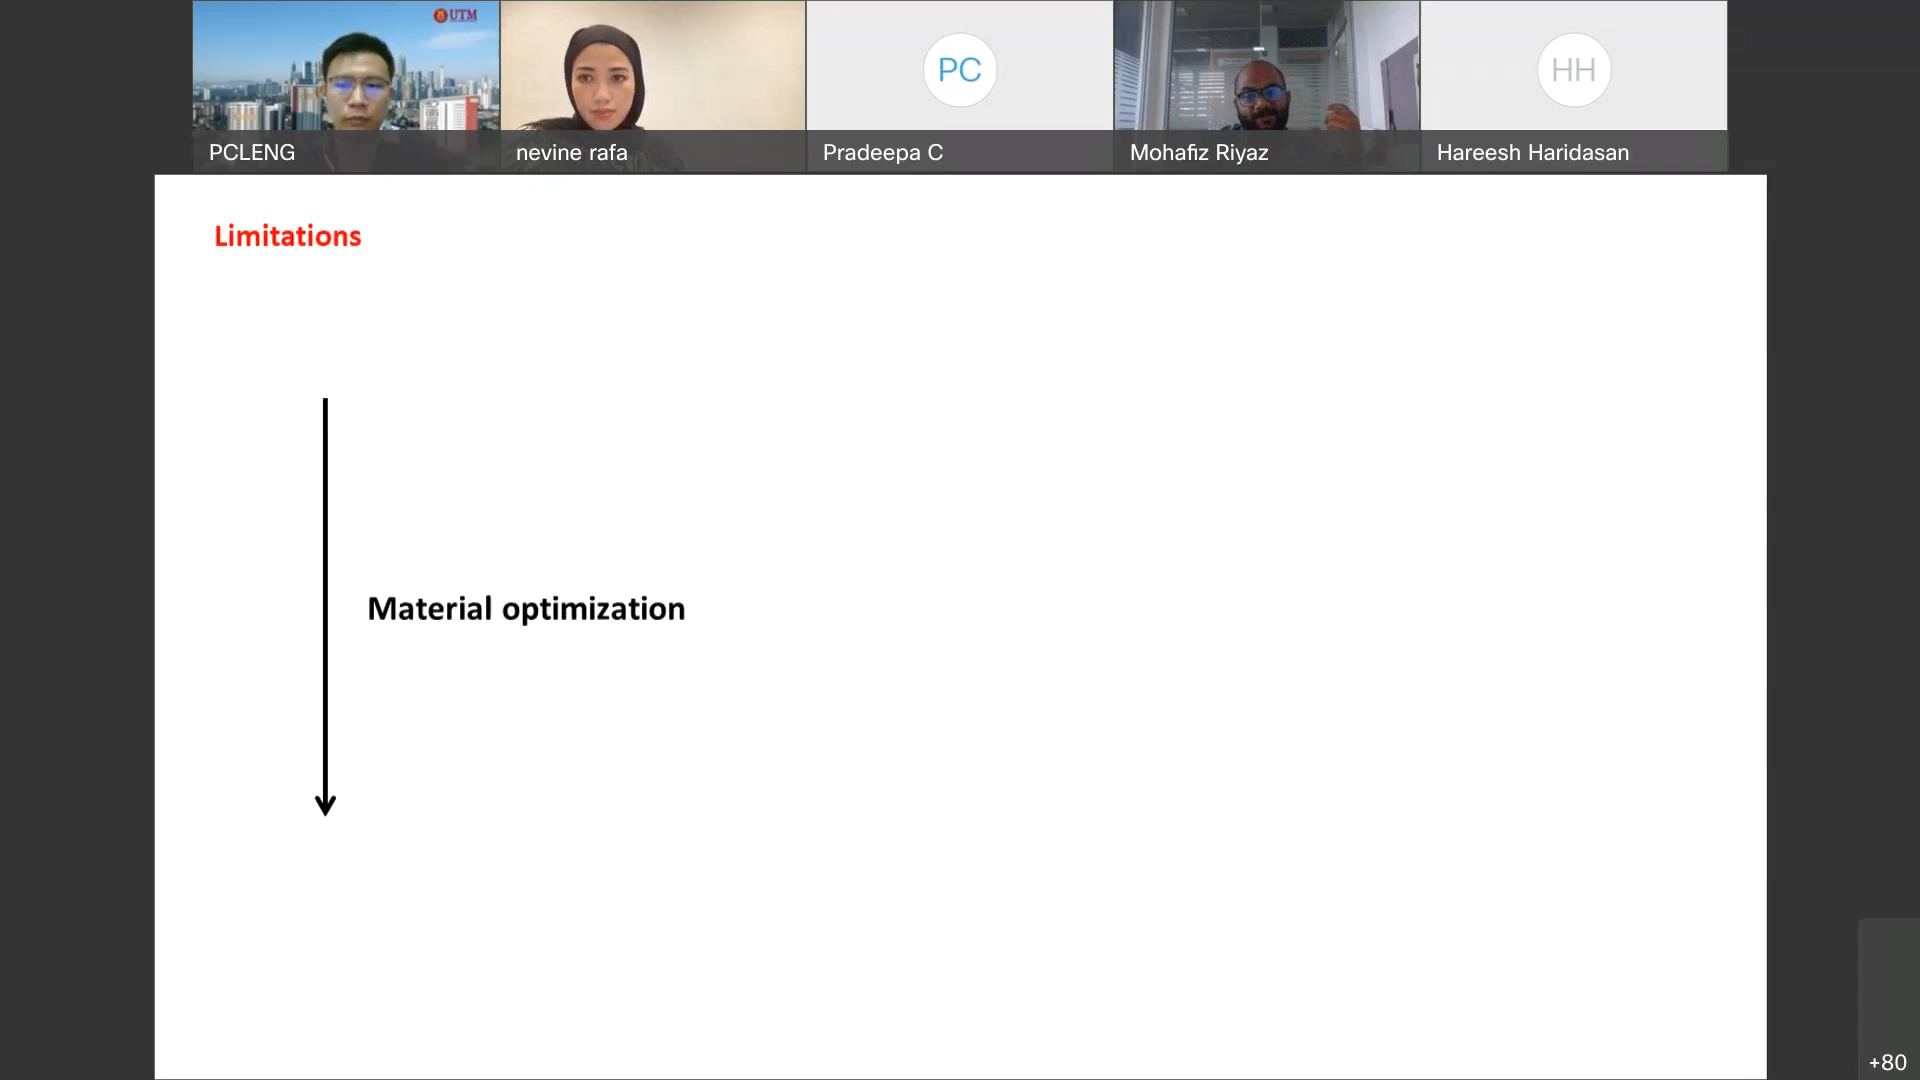 UTM
PCLENG
nevine rafa
PC
Pradeepa C
Mohafiz Riyaz
HH
Hareesh Haridasan
Limitations
Material optimization
+80